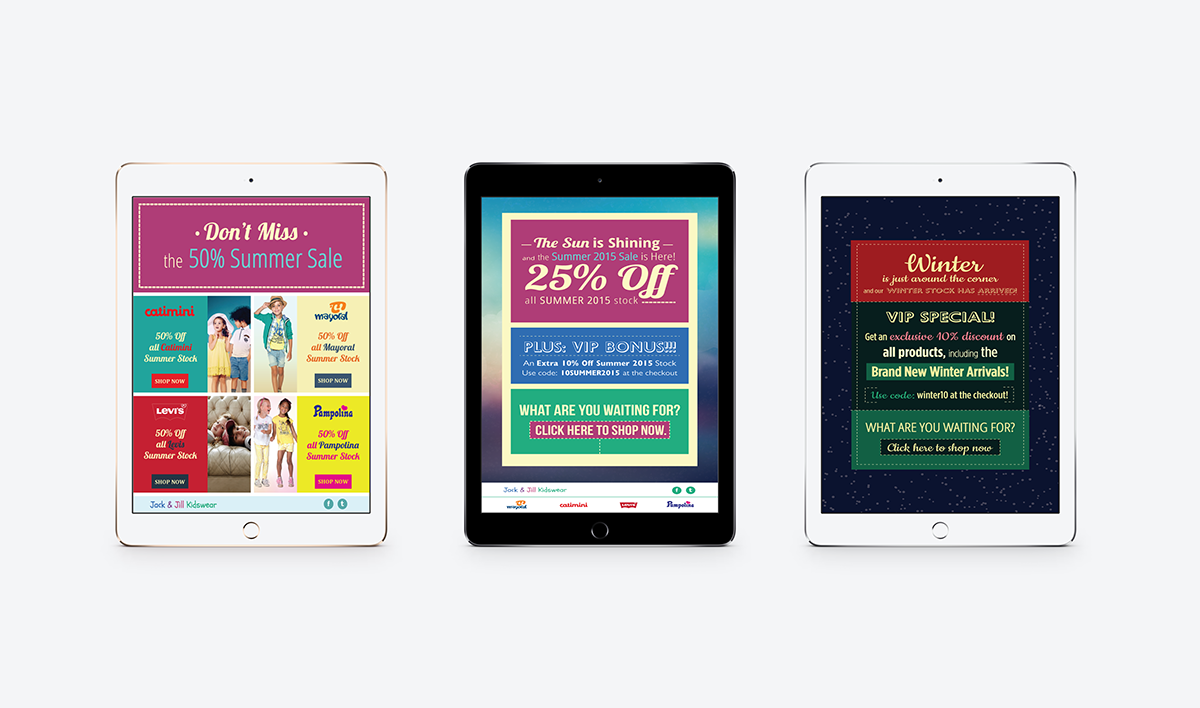 • Don't Miss •
the 50% Summer Sale
catimini
50% Off
all Catimini
Summer Stock
SHOP NOW
mayoral
50% Off
all Mayoral
Summer Stock
SHOP NOW
LEVI'S
50% Off
all Levis
Summer Stock
SHOP NOW
Pampolina
50% Off
all Pampolina
Summer Stock
SHOP NOW
Jack & Jill Kidswear
f t
— The Sun is Shining —
and the Summer 2015 Sale is Here!
25% Off
all SUMMER 2015 stock
PLUS: VIP BONUS!!!
An Extra 10% Off Summer 2015 Stock
Use code: 10SUMMER2015 at the checkout
WHAT ARE YOU WAITING FOR?
CLICK HERE TO SHOP NOW.
Jack & Jill Kidswear
f t
mayoral catimini LEVI'S Pampolina
Winter
is just around the corner
and our WINTER STOCK HAS ARRIVED!
VIP SPECIAL!
Get an exclusive 10% discount on
all products, including the
Brand New Winter Arrivals!
Use code: winter10 at the checkout!
WHAT ARE YOU WAITING FOR?
Click here to shop now